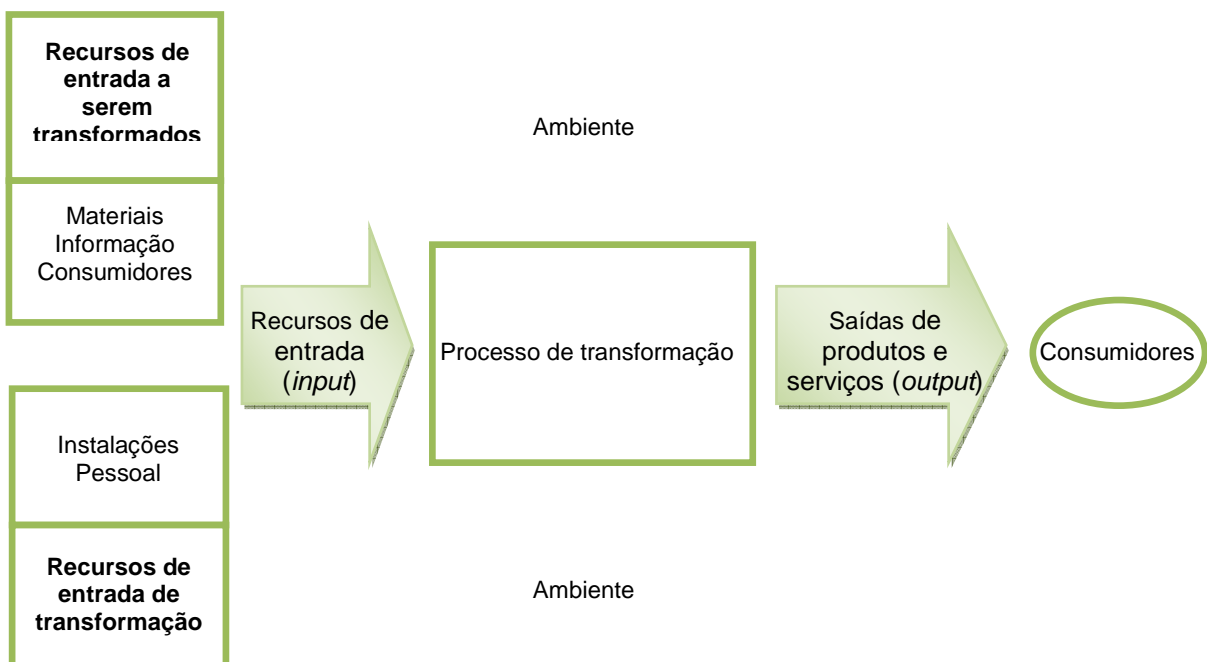 Recursos de
entrada a
serem
transformados
Materiais
Informação
Consumidores
Instalações
Pessoal
Recursos de
entrada de
transformação
Ambiente
Recursos de
entrada
(input)
Processo de transformação
Saídas de
produtos e
serviços (output)
Consumidores
Ambiente